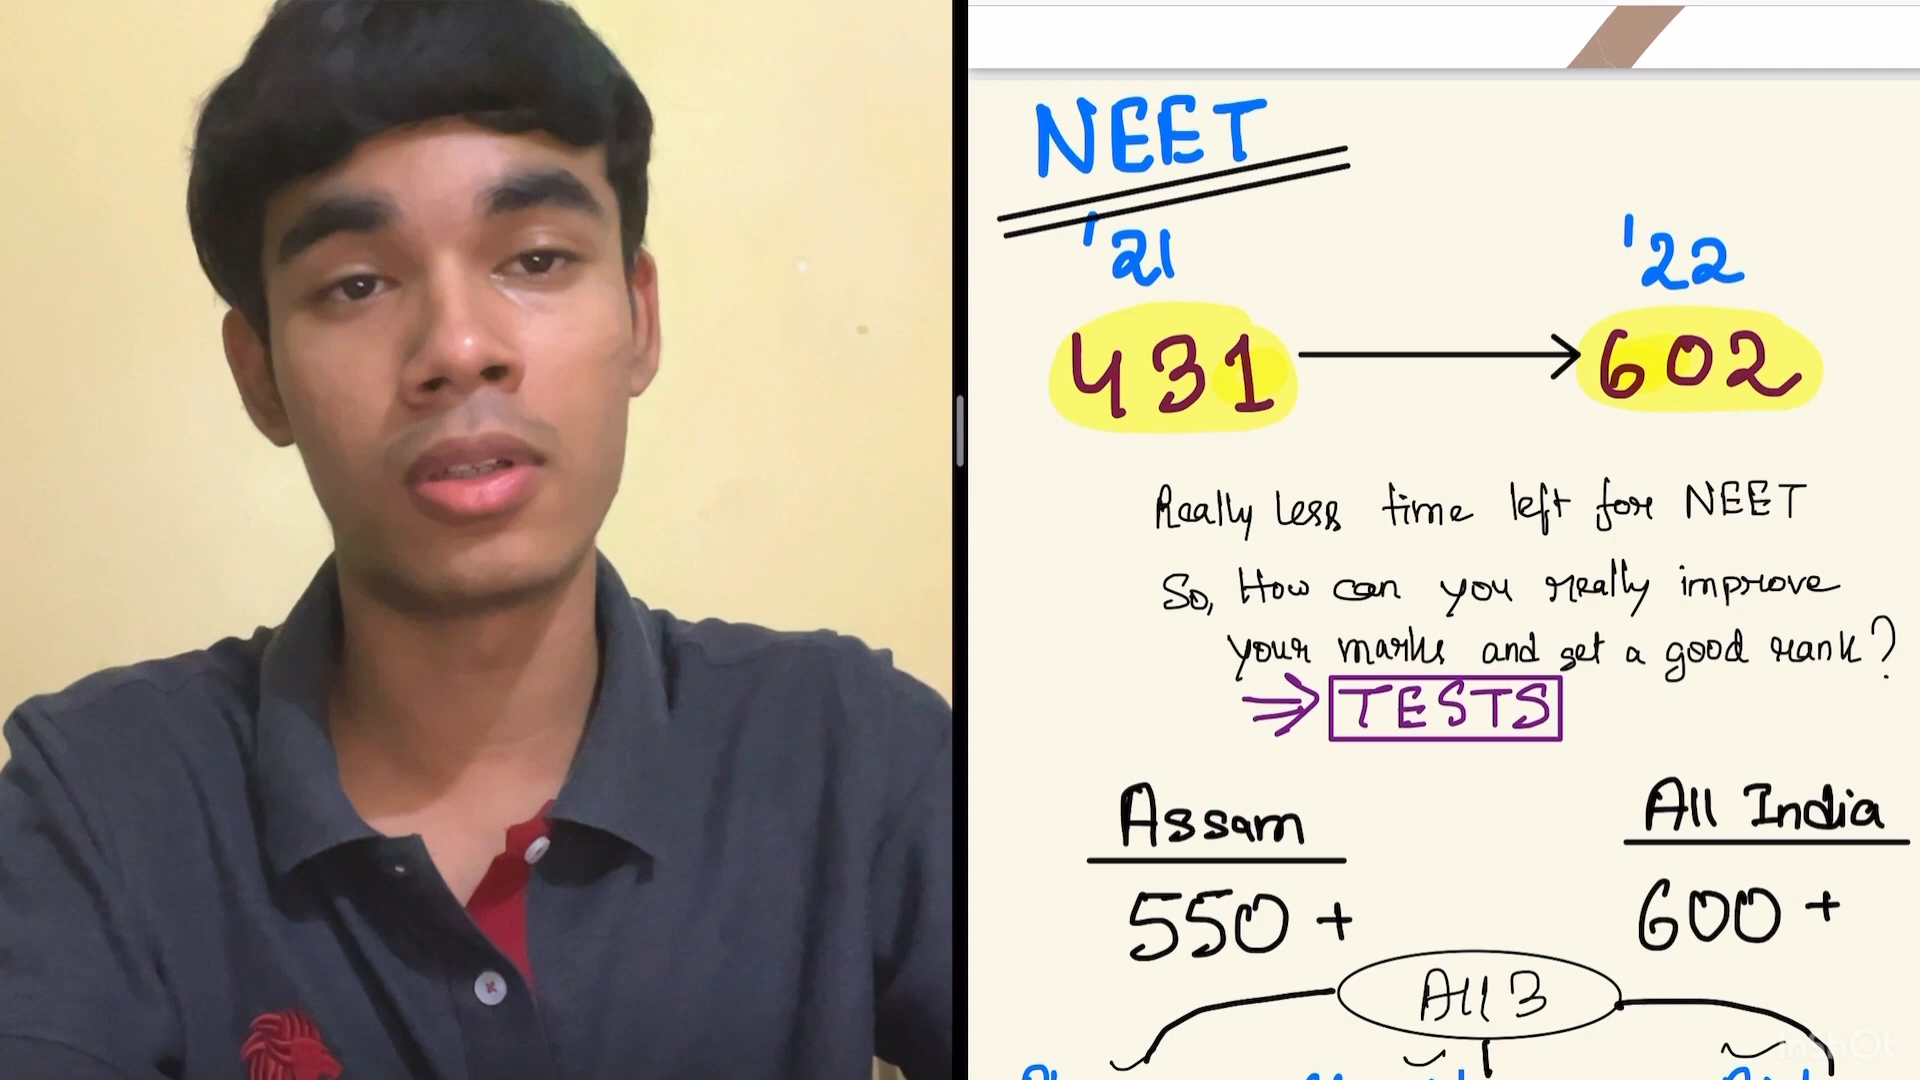 NEET
'21 '22
431 → 602
Really less time left for NEET
So, How can you really improve
your marks and get a good rank?
⇒ TESTS
Assam All India
550 + 600 +
All 3
InShOt